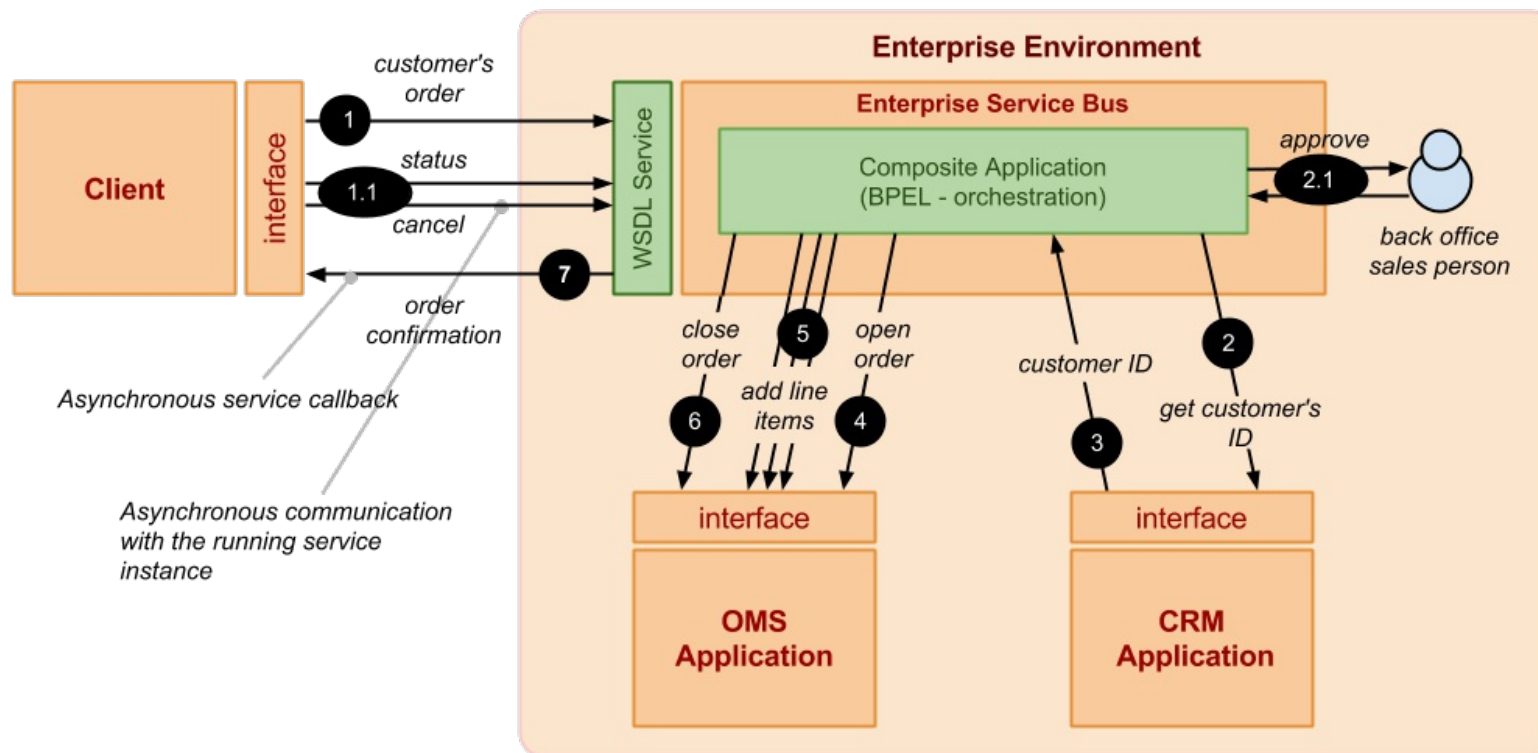 Enterprise Environment
Client
interface
customer's
order
1
status
1.1
cancel
7
order
confirmation
Asynchronous service callback
Asynchronous communication
with the running service
instance
WSDL Service
Enterprise Service Bus
Composite Application
(BPEL - orchestration)
approve
2.1
back office
sales person
close
order
6
5
add line
items
open
order
4
customer ID
3
2
get customer's
ID
interface
OMS
Application
interface
CRM
Application